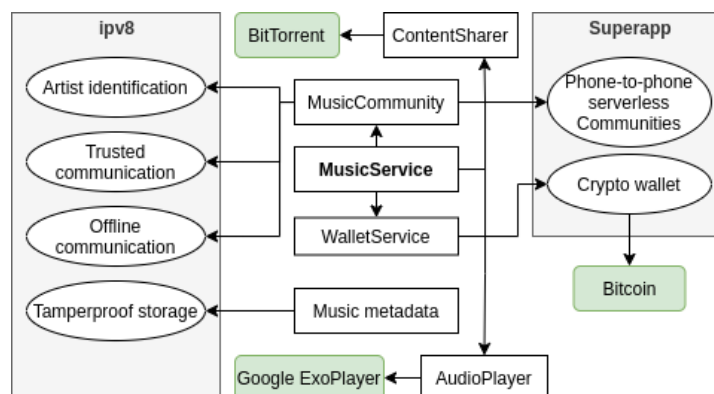 ipv8
BitTorrent
ContentSharer
Superapp
Artist identification
MusicCommunity
Phone-to-phone
serverless
Communities
Trusted
communication
MusicService
Crypto wallet
Offline
communication
WalletService
Bitcoin
Tamperproof storage
Music metadata
Google ExoPlayer
AudioPlayer